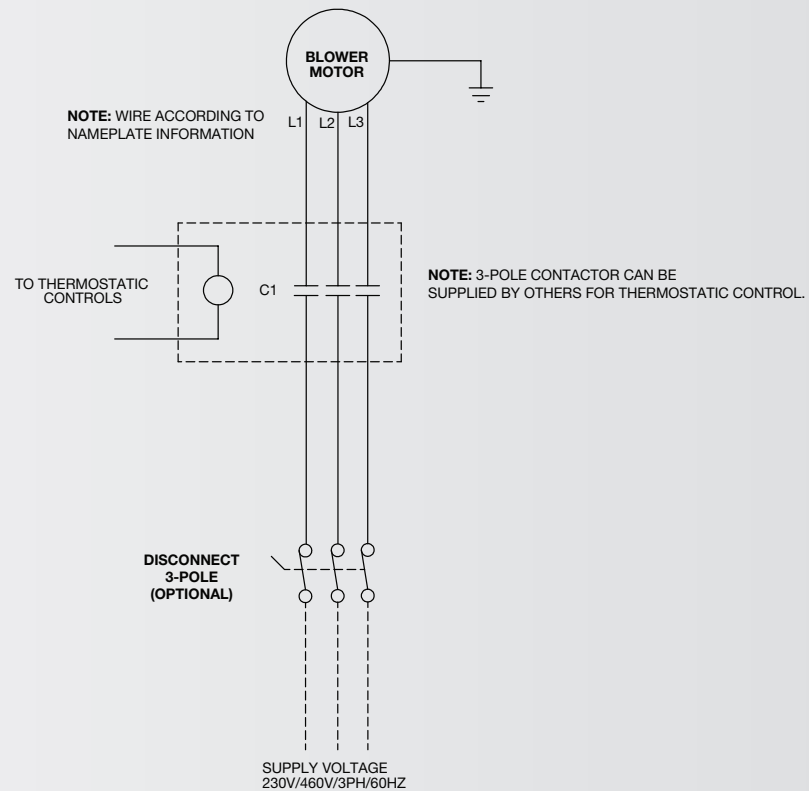 BLOWER
MOTOR
NOTE: WIRE ACCORDING TO
NAMEPLATE INFORMATION
L1 L2 L3
TO THERMOSTATIC
CONTROLS
C1
NOTE: 3-POLE CONTACTOR CAN BE
SUPPLIED BY OTHERS FOR THERMOSTATIC CONTROL.
DISCONNECT
3-POLE
(OPTIONAL)
SUPPLY VOLTAGE
230V/460V/3PH/60HZ